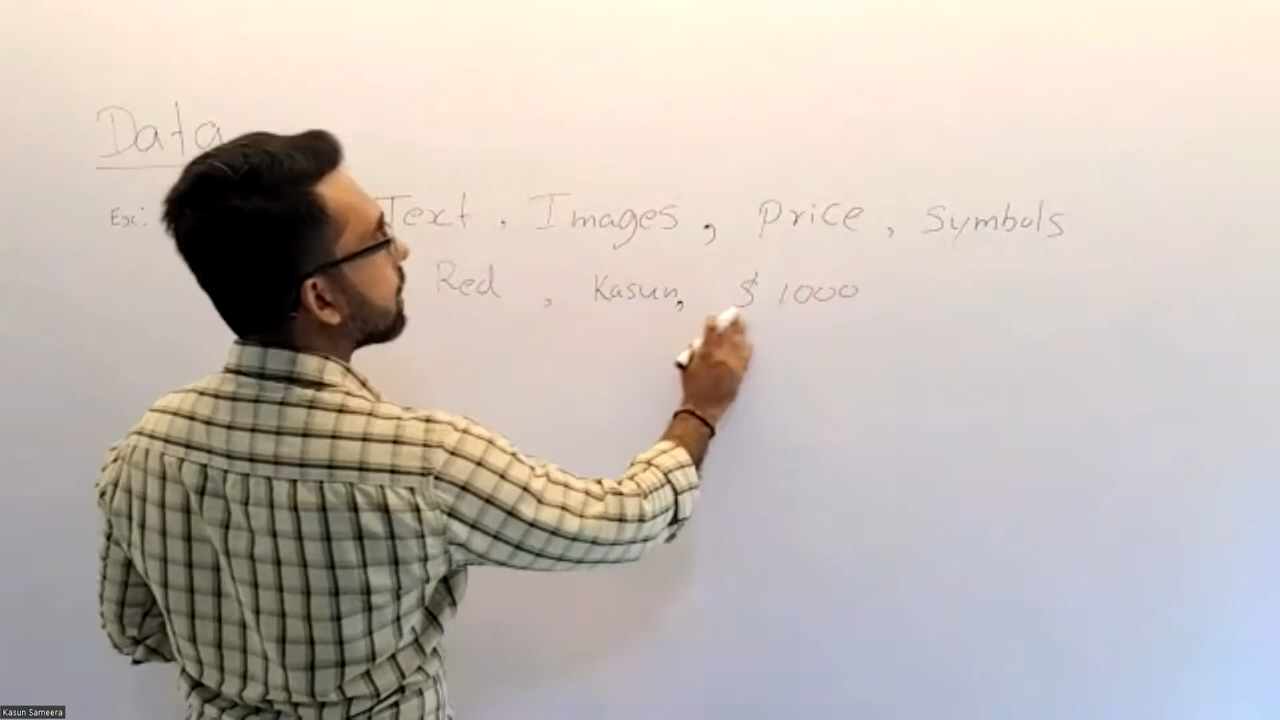 Data
Ex:
Text , Images , Price , Symbols
Red , Kasun, $ 1000
Kasun Sameera